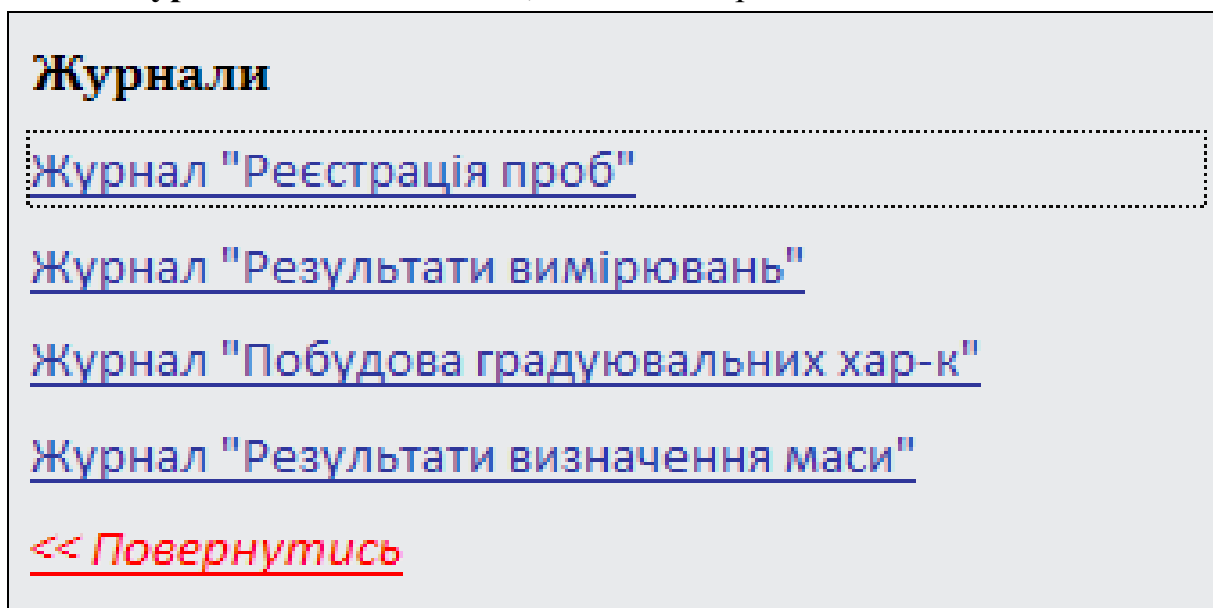 Журнали
Журнал "Реєстрація проб"
Журнал "Результати вимірювань"
Журнал "Побудова градуювальних хар-к"
Журнал "Результати визначення маси"
<< Повернутись